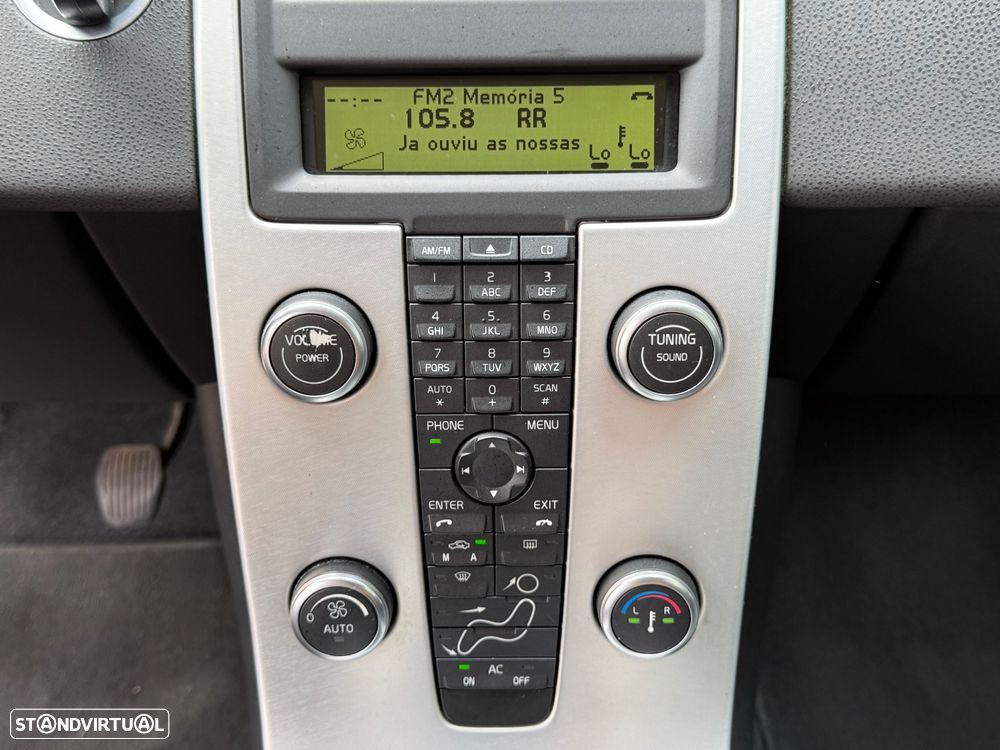 --:-- FM2 Memória 5
105.8 RR
Ja ouviu as nossas
Lo Lo
AM/FM CD
1 2 3
ABC DEF
4 5 6
GHI JKL MNO
7 8 9
PQRS TUV WXYZ
AUTO 0 SCAN
* + #
VOLUME
POWER
TUNING
SOUND
PHONE MENU
ENTER EXIT
M A
0 AUTO
L R
AC
ON OFF
STANDVIRTUAL